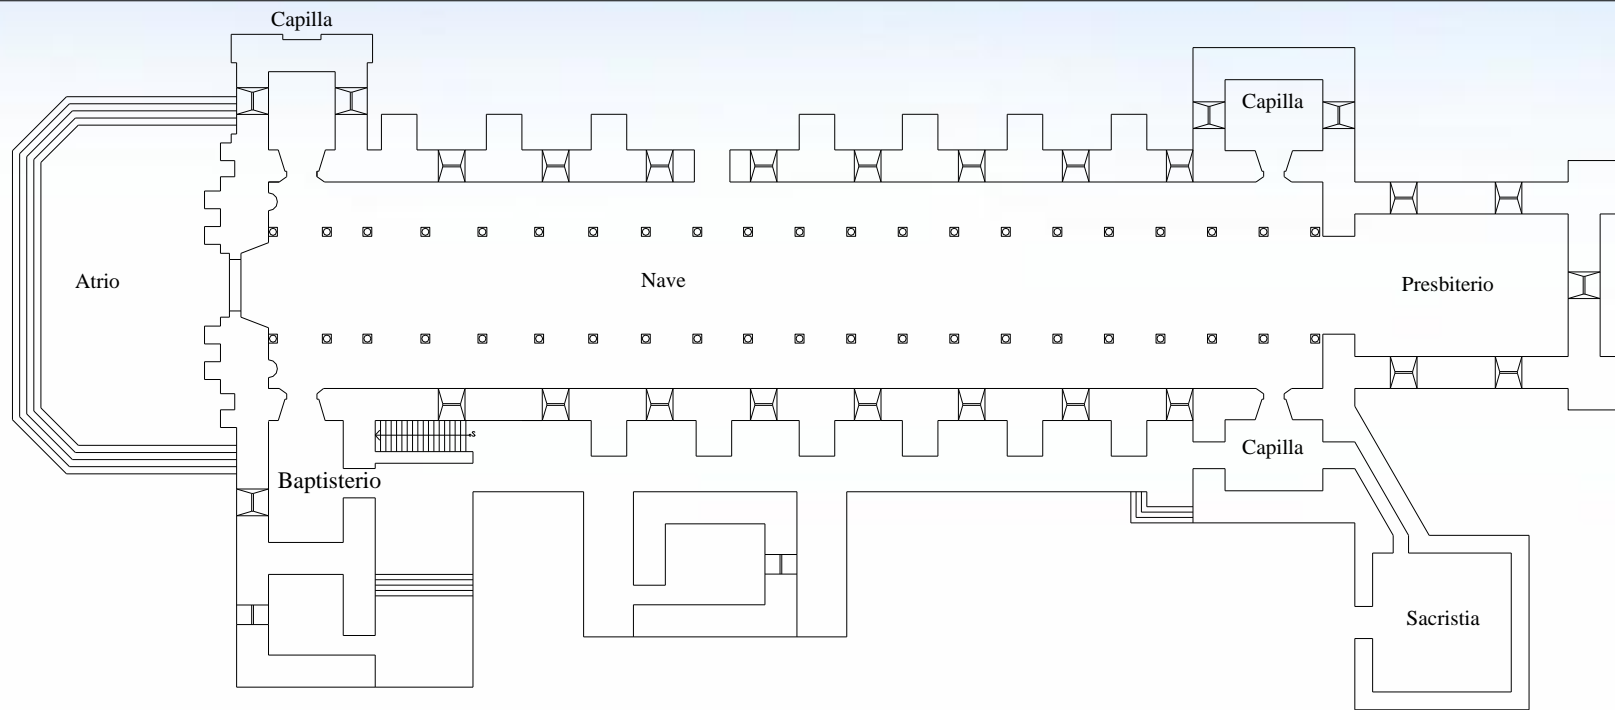 Capilla
Capilla
Atrio
Nave
Presbiterio
s
Baptisterio
Capilla
Sacristia